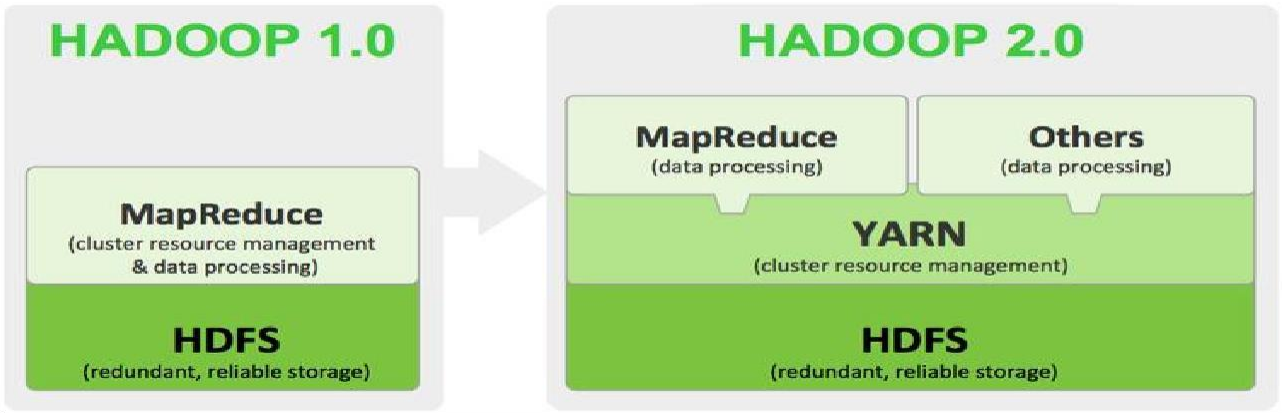 HADOOP 1.0
MapReduce
(cluster resource management
& data processing)
HDFS
(redundant, reliable storage)
HADOOP 2.0
MapReduce
(data processing)
Others
(data processing)
YARN
(cluster resource management)
HDFS
(redundant, reliable storage)